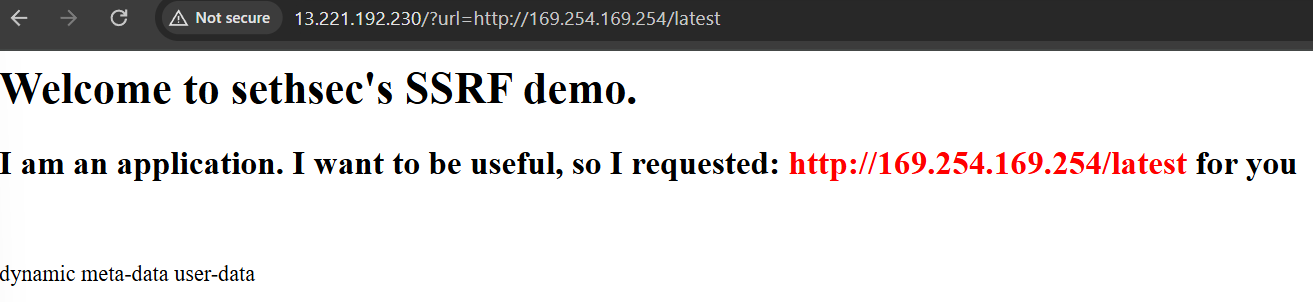 Not secure 13.221.192.230/?url=http://169.254.169.254/latest
Welcome to sethsec's SSRF demo.
I am an application. I want to be useful, so I requested: http://169.254.169.254/latest for you
dynamic meta-data user-data